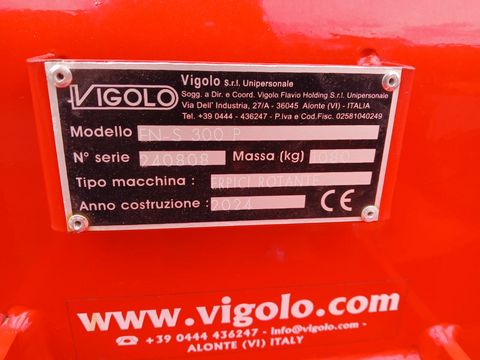 VIGOLO
Vigolo S.r.l. Unipersonale
Sogg. a Dir. e Coord. Vigolo Flavio Holding S.r.l. Unipersonale
Via Dell' Industria, 27/A - 36045 Alonte (VI) - ITALIA
Tel. +39 0444 - 436247 - P.iva e Cod.Fisc. 02581040249
Modello EN-S 300 P
N° serie 240808 Massa (kg) 1080
Tipo macchina : ERPICI ROTANTE
Anno costruzione : 2024 CE
www.vigolo.com
+39 0444 436247 - info@vigolo.com
ALONTE (VI) ITALY